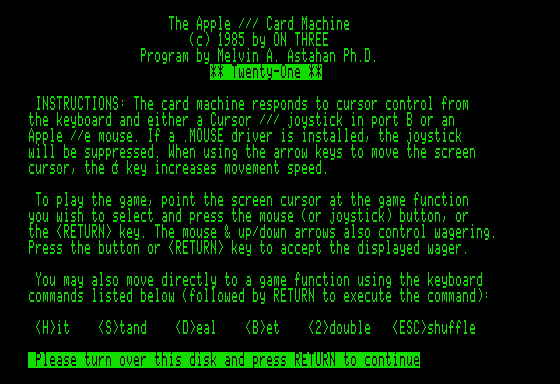 The Apple /// Card Machine
(c) 1985 by ON THREE
Program by Melvin A. Astahan Ph.D.
** Twenty-One **
INSTRUCTIONS: The card machine responds to cursor control from
the keyboard and either a Cursor /// joystick in port B or an
Apple //e mouse. If a .MOUSE driver is installed, the joystick
will be suppressed. When using the arrow keys to move the screen
cursor, the key increases movement speed.
To play the game, point the screen cursor at the game function
you wish to select and press the mouse (or joystick) button, or
the <RETURN> key. The mouse & up/down arrows also control wagering.
Press the button or <RETURN> key to accept the displayed wager.
You may also move directly to a game function using the keyboard
commands listed below (followed by RETURN to execute the command):
<H>it <S>tand <D>eal <B>et <2>double <ESC>shuffle
Please turn over this disk and press RETURN to continue